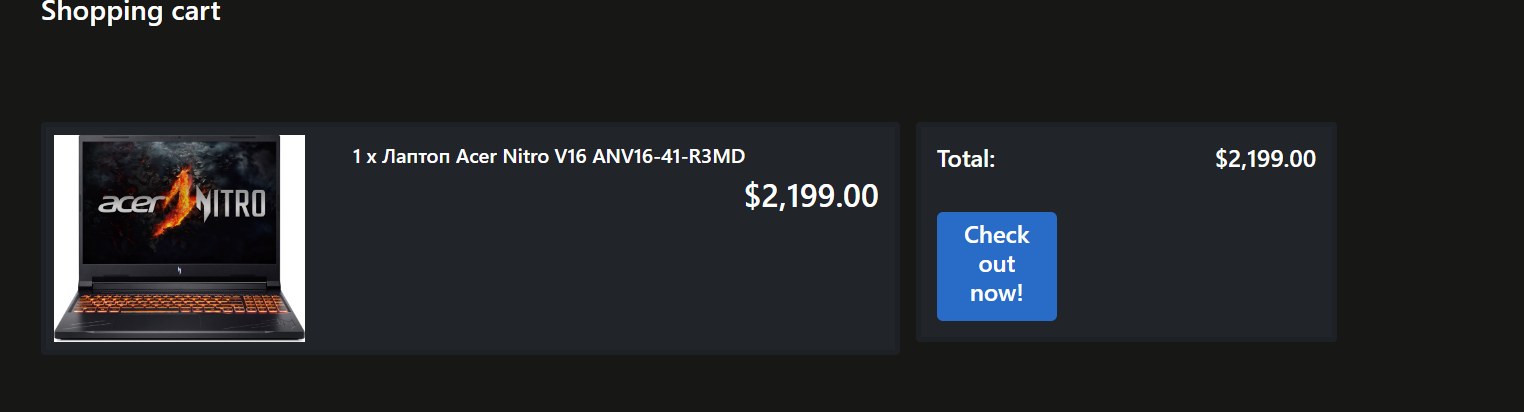 Shopping cart
acer NITRO
1 x Лаптоп Acer Nitro V16 ANV16-41-R3MD
$2,199.00
Total: $2,199.00
Check
out
now!